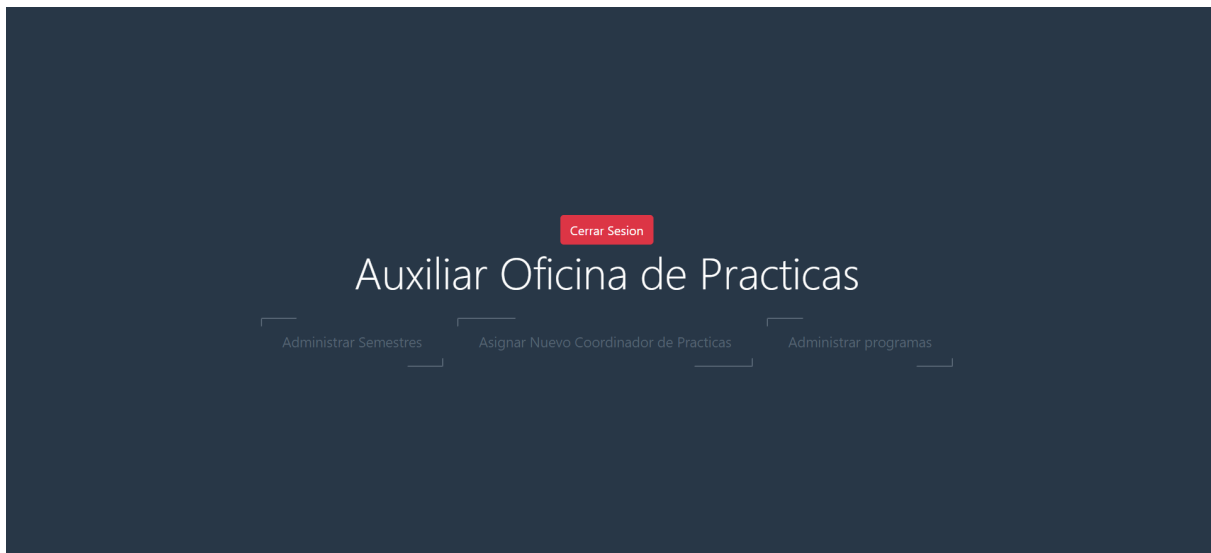 Cerrar Sesion
Auxiliar Oficina de Practicas
Administrar Semestres
Asignar Nuevo Coordinador de Practicas
Administrar programas